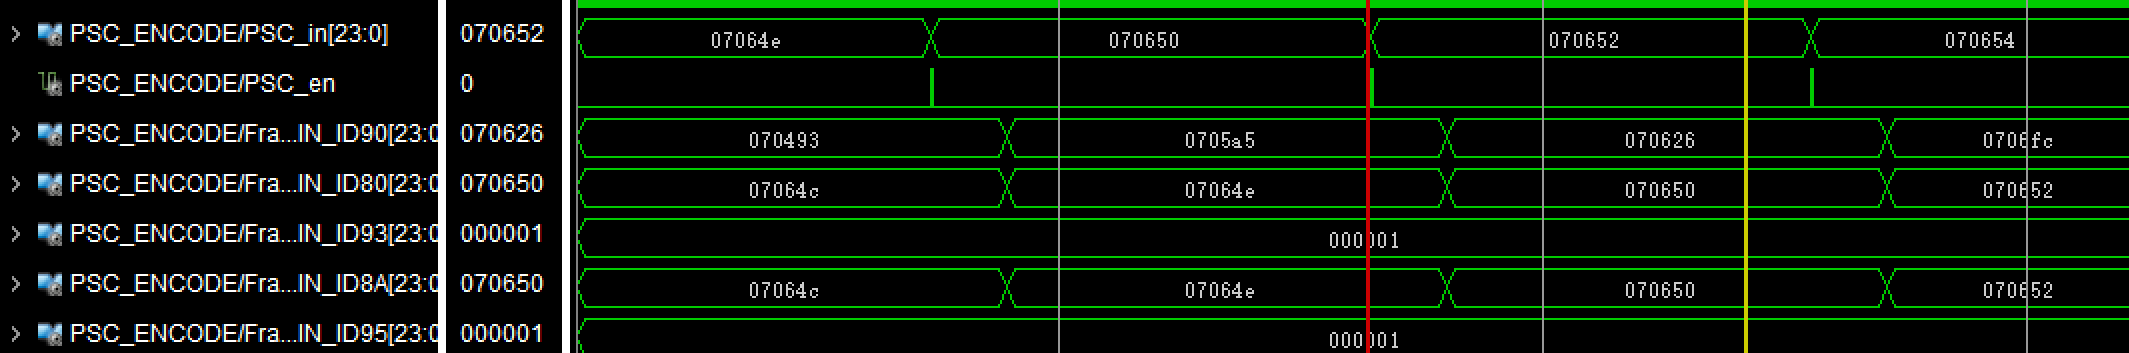 PSC_ENCODE/PSC_in[23:0] 070652 07064e 070650 070652 070654
PSC_ENCODE/PSC_en 0
PSC_ENCODE/Fra...IN_ID90[23:0 070626 070493 0705a5 070626 0706fc
PSC_ENCODE/Fra...IN_ID80[23:0 070650 07064c 07064e 070650 070652
PSC_ENCODE/Fra...IN_ID93[23:0 000001 000001
PSC_ENCODE/Fra...IN_ID8A[23:0 070650 07064c 07064e 070650 070652
PSC_ENCODE/Fra...IN_ID95[23:0 000001 000001